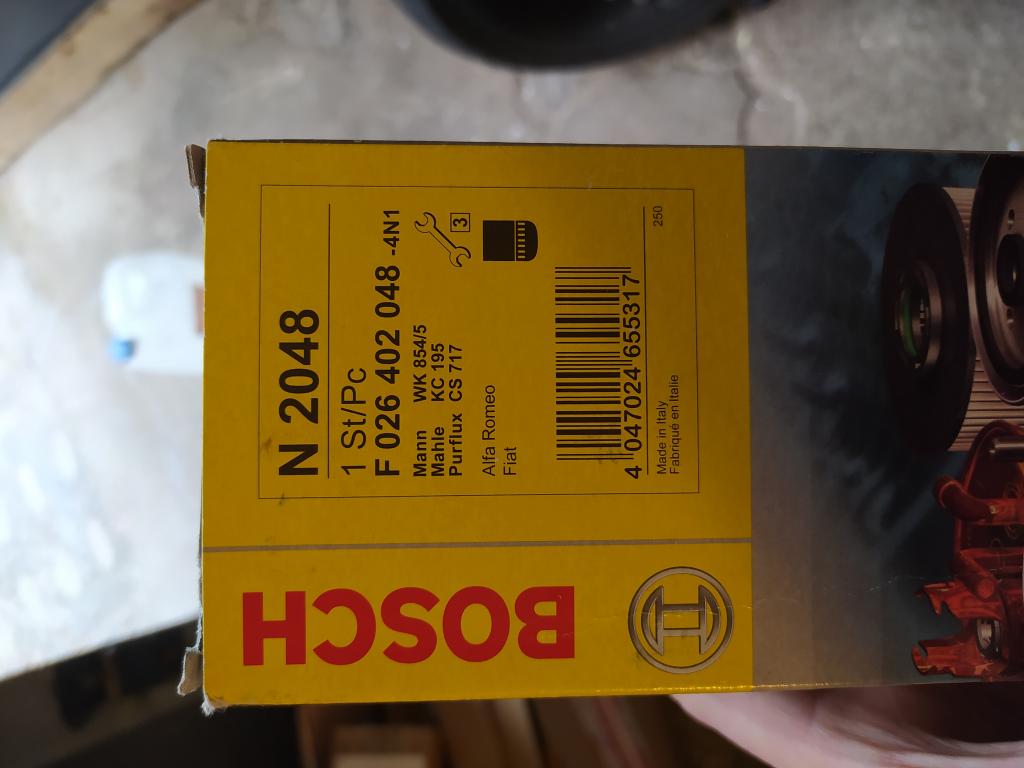 N 2048
1 St/Pc
F 026 402 048 -4N1
Mann WK 854/5
Mahle KC 195
Purflux CS 717
3
Alfa Romeo
Fiat
4 047024 655317
Made in Italy
Fabriqué en Italie
250
BOSCH